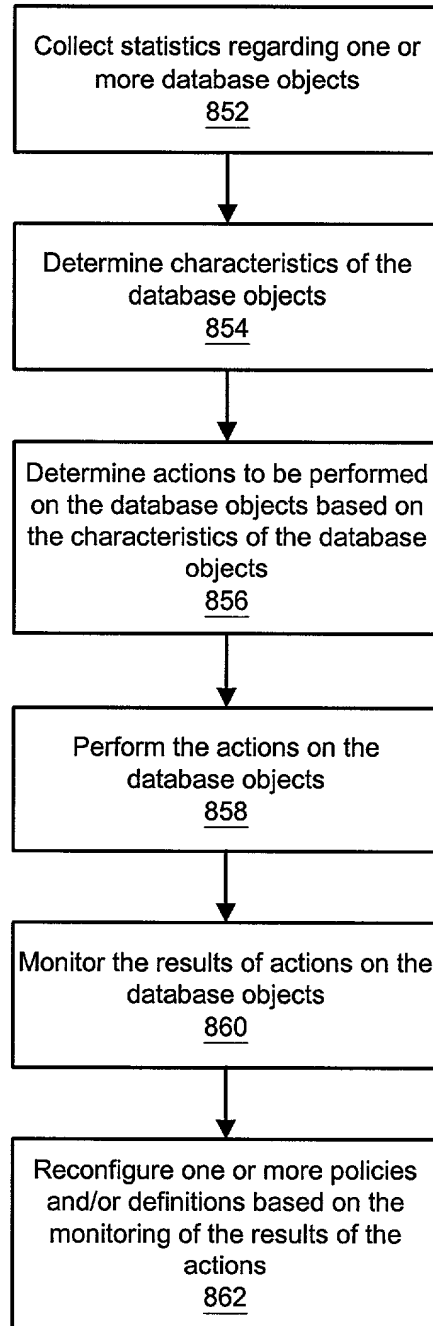 Collect statistics regarding one or
more database objects
852
Determine characteristics of the
database objects
854
Determine actions to be performed
on the database objects based on
the characteristics of the database
objects
856
Perform the actions on the
database objects
858
Monitor the results of actions on the
database objects
860
Reconfigure one or more policies
and/or definitions based on the
monitoring of the results of the
actions
862